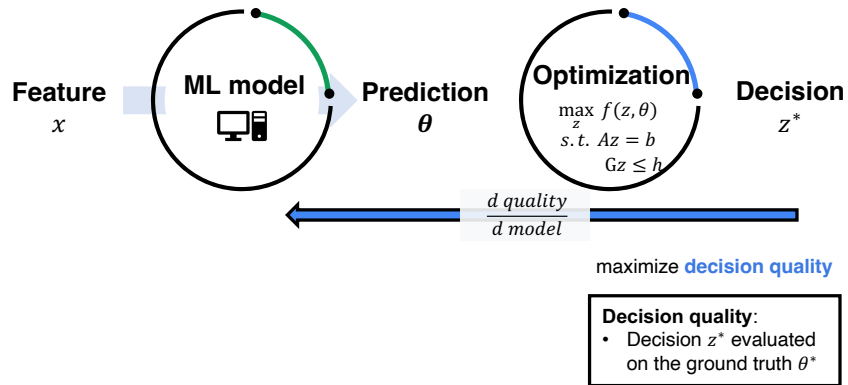 Feature
x
ML model
Prediction
θ
Optimization
max f(z, θ)
z
s.t. Az = b
Gz ≤ h
Decision
z*
d quality
d model
maximize decision quality
Decision quality:
• Decision z* evaluated
on the ground truth θ*